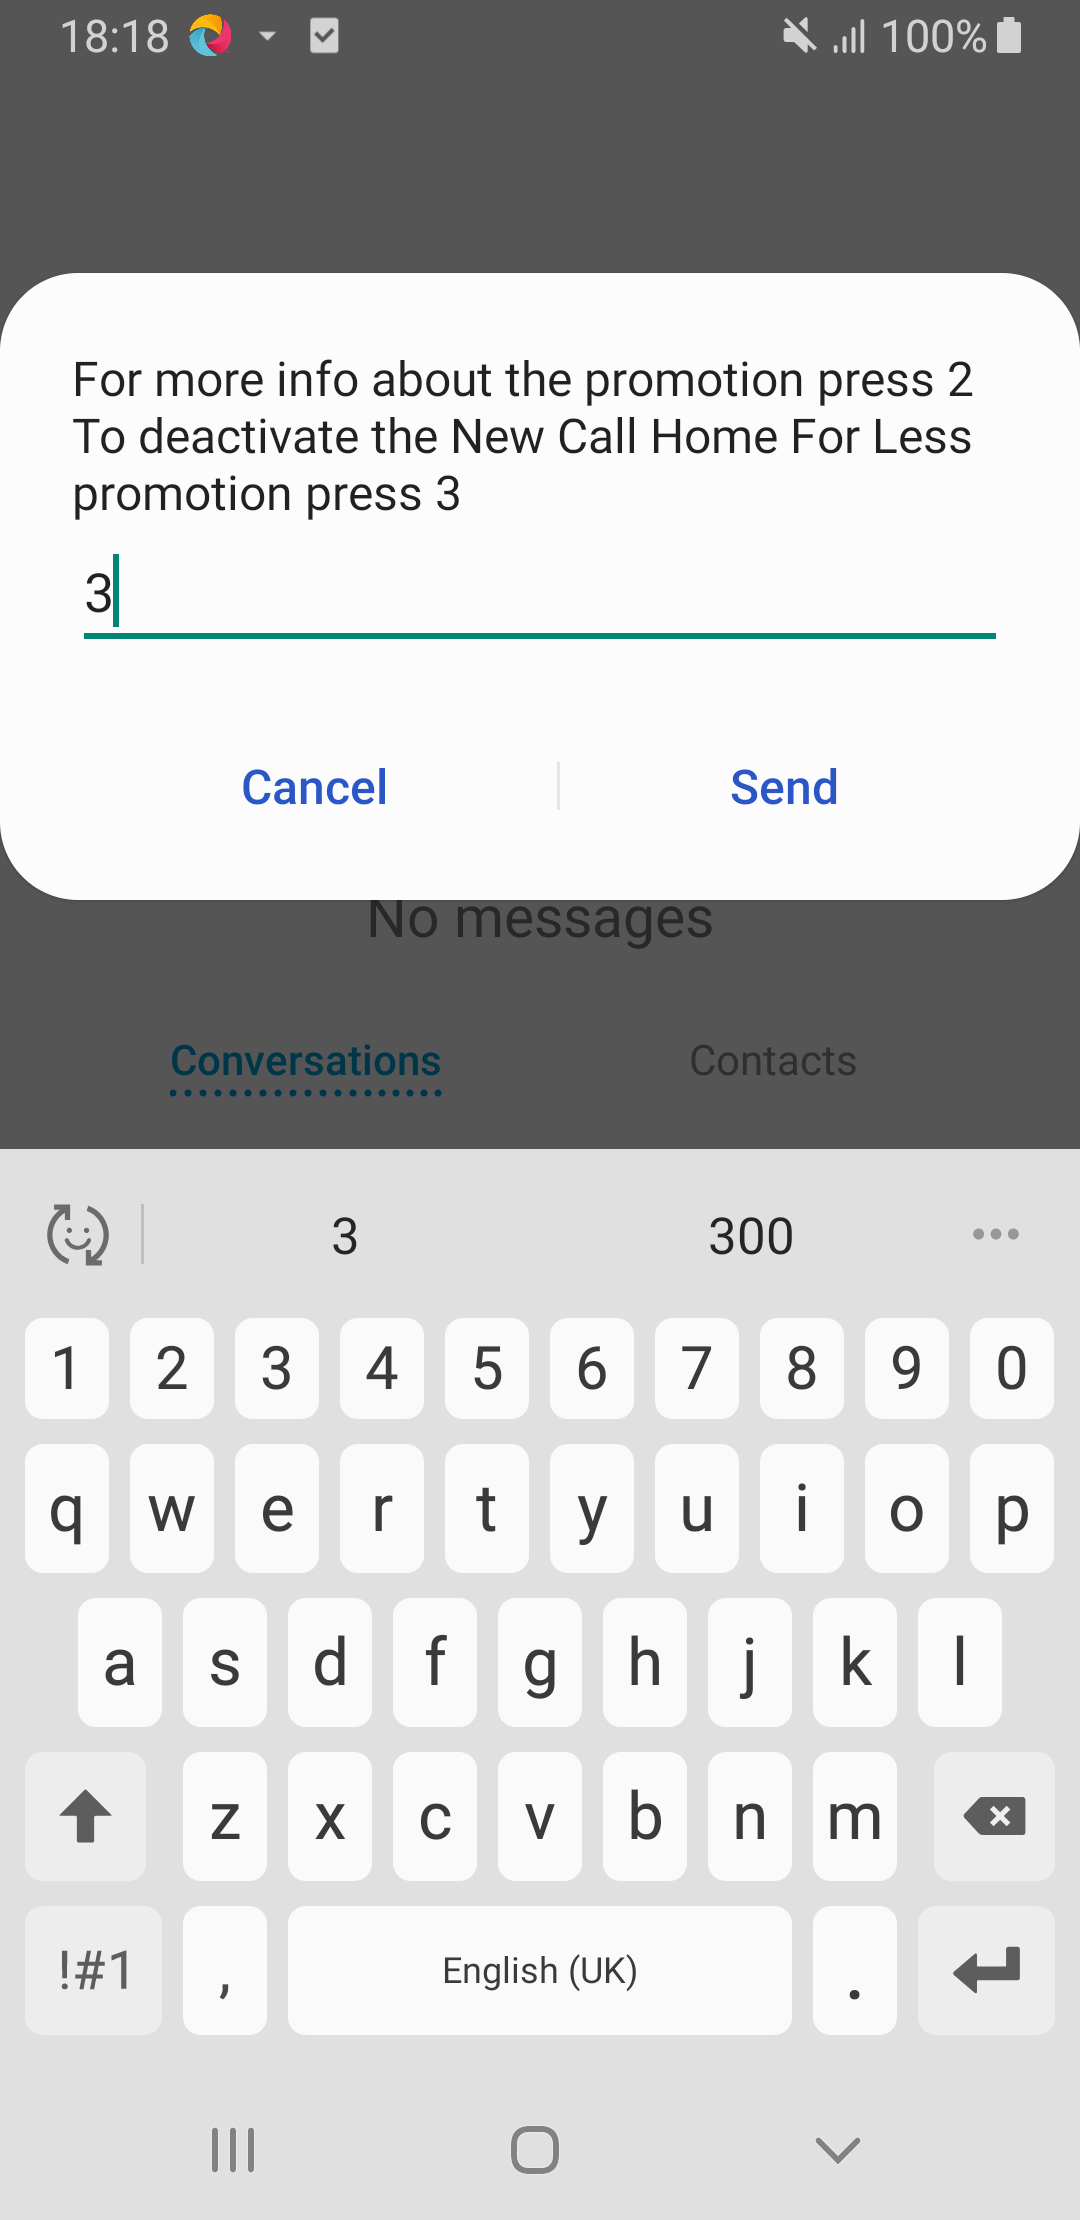 18:18 100%
For more info about the promotion press 2
To deactivate the New Call Home For Less
promotion press 3
3
Cancel Send
No messages
Conversations Contacts
3 300
1 2 3 4 5 6 7 8 9 0
q w e r t y u i o p
a s d f g h j k l
z x c v b n m
!#1 , English (UK) .